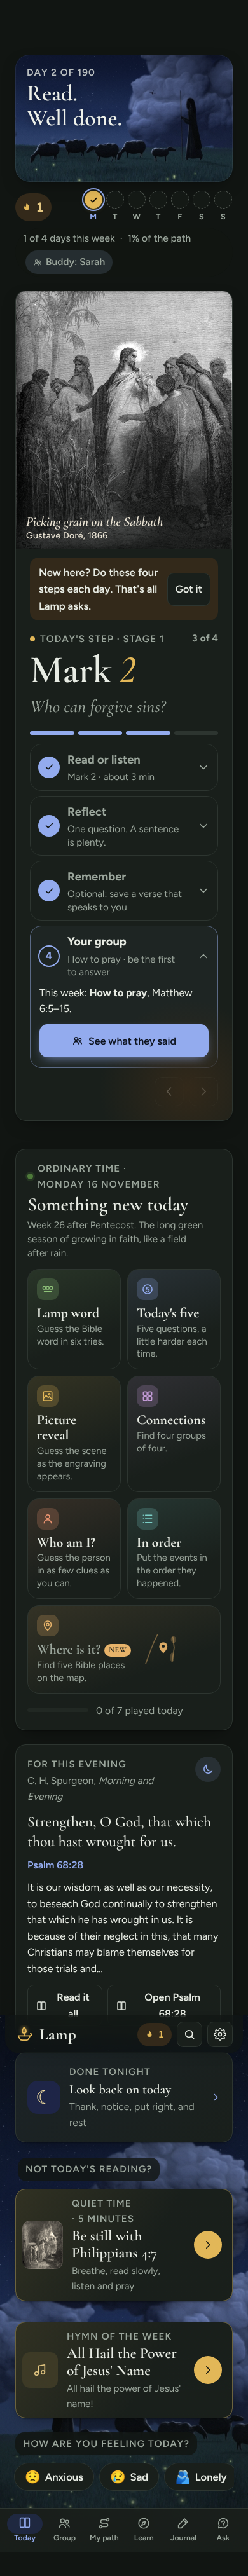 DAY 2 OF 190
Read.
Well done.
1
M T W T F S S
1 of 4 days this week · 1% of the path
Buddy: Sarah
Picking grain on the Sabbath
Gustave Doré, 1866
New here? Do these four
steps each day. That's all
Lamp asks.
Got it
TODAY'S STEP · STAGE 1
3 of 4
Mark 2
Who can forgive sins?
Read or listen
Mark 2 · about 3 min
Reflect
One question. A sentence
is plenty.
Remember
Optional: save a verse that
speaks to you
4
Your group
How to pray · be the first
to answer
This week: How to pray, Matthew
6:5–15.
See what they said
ORDINARY TIME ·
MONDAY 16 NOVEMBER
Something new today
Week 26 after Pentecost. The long green
season of growing in faith, like a field
after rain.
Lamp word
Guess the Bible
word in six tries.
Today's five
Five questions, a
little harder each
time.
Picture
reveal
Guess the scene
as the engraving
appears.
Connections
Find four groups
of four.
Who am I?
Guess the person
in as few clues as
you can.
In order
Put the events in
the order they
happened.
Where is it? NEW
Find five Bible places
on the map.
0 of 7 played today
FOR THIS EVENING
C. H. Spurgeon, Morning and
Evening
Strengthen, O God, that which
thou hast wrought for us.
Psalm 68:28
It is our wisdom, as well as our necessity,
to beseech God continually to strengthen
that which he has wrought in us. It is
because of their neglect in this, that many
Christians may blame themselves for
those trials and…
Read it
all
Open Psalm
68:28
Lamp
1
DONE TONIGHT
Look back on today
Thank, notice, put right, and
rest
NOT TODAY'S READING?
QUIET TIME
· 5 MINUTES
Be still with
Philippians 4:7
Breathe, read slowly,
listen and pray
HYMN OF THE WEEK
All Hail the Power
of Jesus' Name
All hail the power of Jesus'
name!
HOW ARE YOU FEELING TODAY?
Anxious
Sad
Lonely
Today
Group
My path
Learn
Journal
Ask